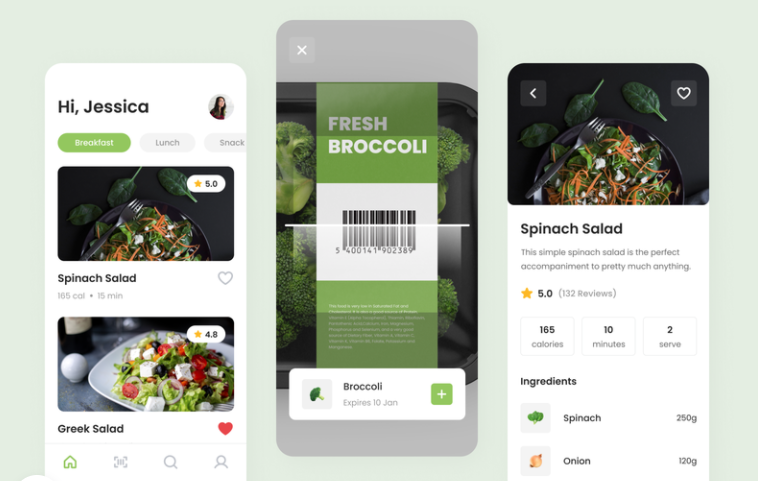 Hi, Jessica
Breakfast
Lunch
Snack
5.0
Spinach Salad
165 cal • 15 min
4.8
Greek Salad
FRESH
BROCCOLI
5 400141 902389
Broccoli
Expires 10 Jan
Spinach Salad
This simple spinach salad is the perfect
accompaniment to pretty much anything.
5.0 (132 Reviews)
165 10 2
calories minutes serve
Ingredients
Spinach 250g
Onion 120g